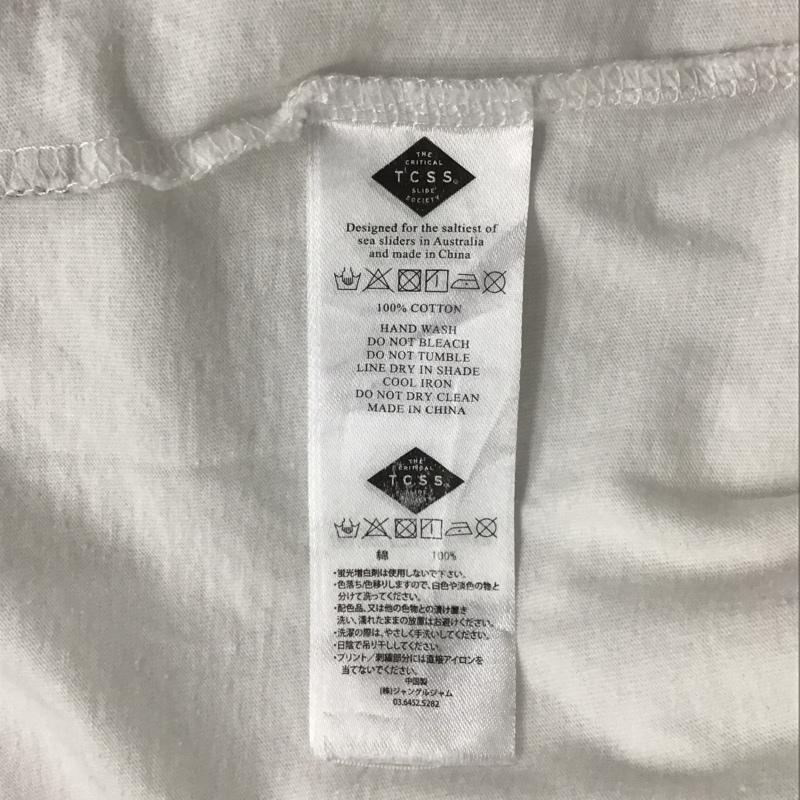 THE
CRITICAL
TCSS®
SLIDE
SOCIETY
Designed for the saltiest of
sea sliders in Australia
and made in China
100% COTTON
HAND WASH
DO NOT BLEACH
DO NOT TUMBLE
LINE DRY IN SHADE
COOL IRON
DO NOT DRY CLEAN
MADE IN CHINA
THE
CRITICAL
TCSS
SLIDE
SOCIETY
綿 100%
・蛍光増白剤は使用しないで下さい。
・色落ち/色移りしますので、白色や淡色の物と
分けて洗ってください。
・配色品、又は他の色物との漬け置き
洗い、濡れたままの放置はお避けください。
・洗濯の際は、やさしく手洗いしてください。
・日陰で吊り干ししてください。
・プリント/刺繍部分には直接アイロンを
当てないでください。
中国製
(株)ジャングルジャム
03.6452.5282